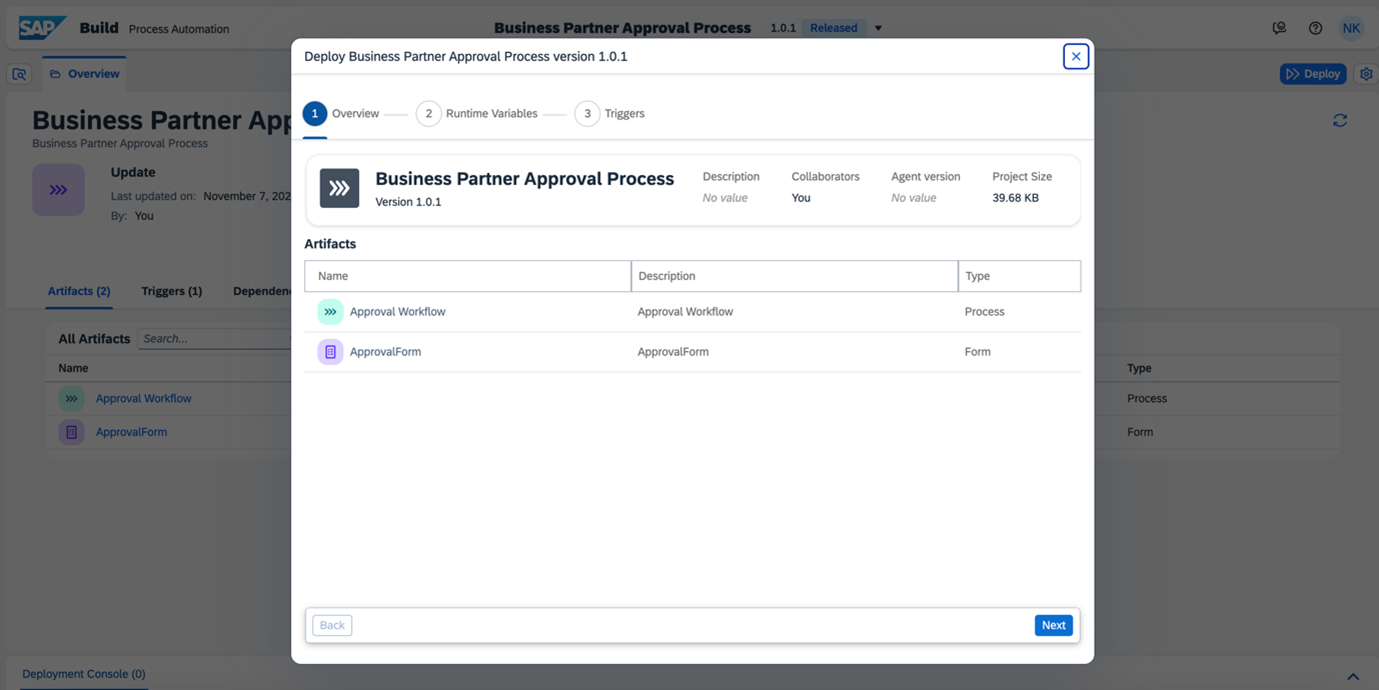 SAP Build Process Automation
Business Partner Approval Process 1.0.1 Released
NK
Overview
Deploy
Business Partner App
Business Partner Approval Process
Update
Last updated on: November 7, 202
By: You
Artifacts (2) Triggers (1) Dependen
All Artifacts Search...
Name Type
Approval Workflow Process
ApprovalForm Form
Deployment Console (0)
Deploy Business Partner Approval Process version 1.0.1
1 Overview 2 Runtime Variables 3 Triggers
Business Partner Approval Process
Version 1.0.1
Description Collaborators Agent version Project Size
No value You No value 39.68 KB
Artifacts
Name Description Type
Approval Workflow Approval Workflow Process
ApprovalForm ApprovalForm Form
Back Next